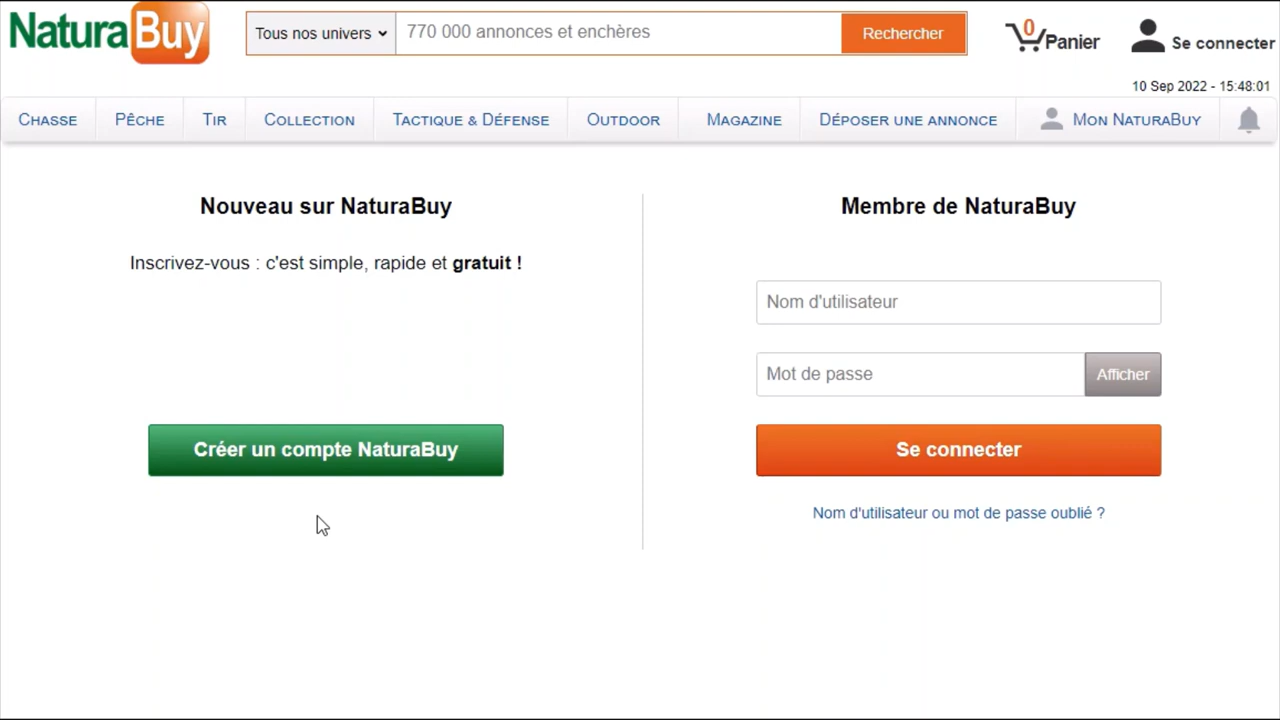 NaturaBuy
Tous nos univers
770 000 annonces et enchères
Rechercher
0
Panier
Se connecter
10 Sep 2022 - 15:48:01
CHASSE
PÊCHE
TIR
COLLECTION
TACTIQUE & DÉFENSE
OUTDOOR
MAGAZINE
DÉPOSER UNE ANNONCE
MON NATURABUY
Nouveau sur NaturaBuy
Inscrivez-vous : c'est simple, rapide et gratuit !
Créer un compte NaturaBuy
Membre de NaturaBuy
Nom d'utilisateur
Mot de passe
Afficher
Se connecter
Nom d'utilisateur ou mot de passe oublié ?